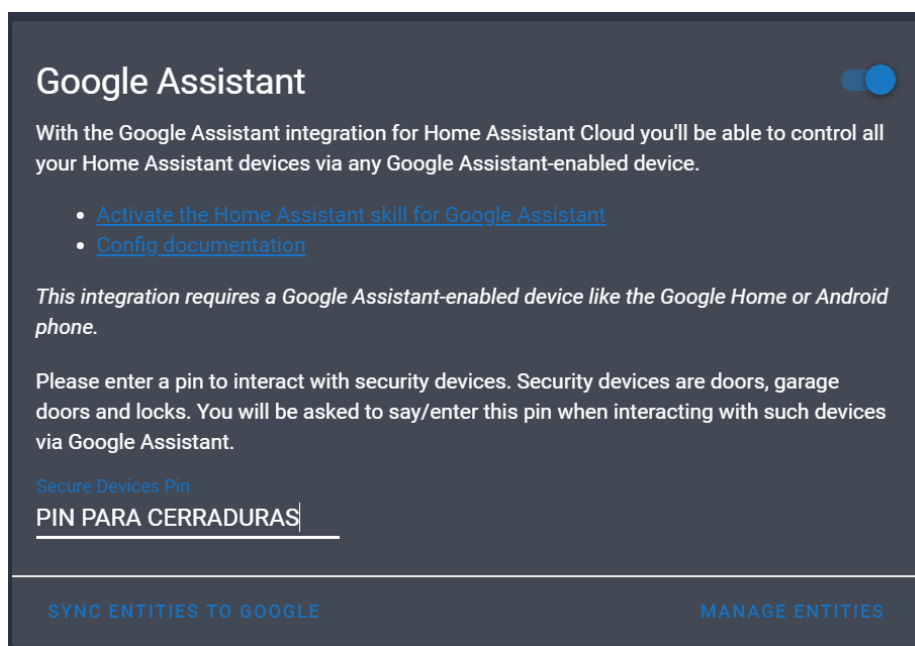 Google Assistant
With the Google Assistant integration for Home Assistant Cloud you'll be able to control all
your Home Assistant devices via any Google Assistant-enabled device.
Activate the Home Assistant skill for Google Assistant
Config documentation
This integration requires a Google Assistant-enabled device like the Google Home or Android
phone.
Please enter a pin to interact with security devices. Security devices are doors, garage
doors and locks. You will be asked to say/enter this pin when interacting with such devices
via Google Assistant.
Secure Devices Pin
PIN PARA CERRADURAS
SYNC ENTITIES TO GOOGLE
MANAGE ENTITIES